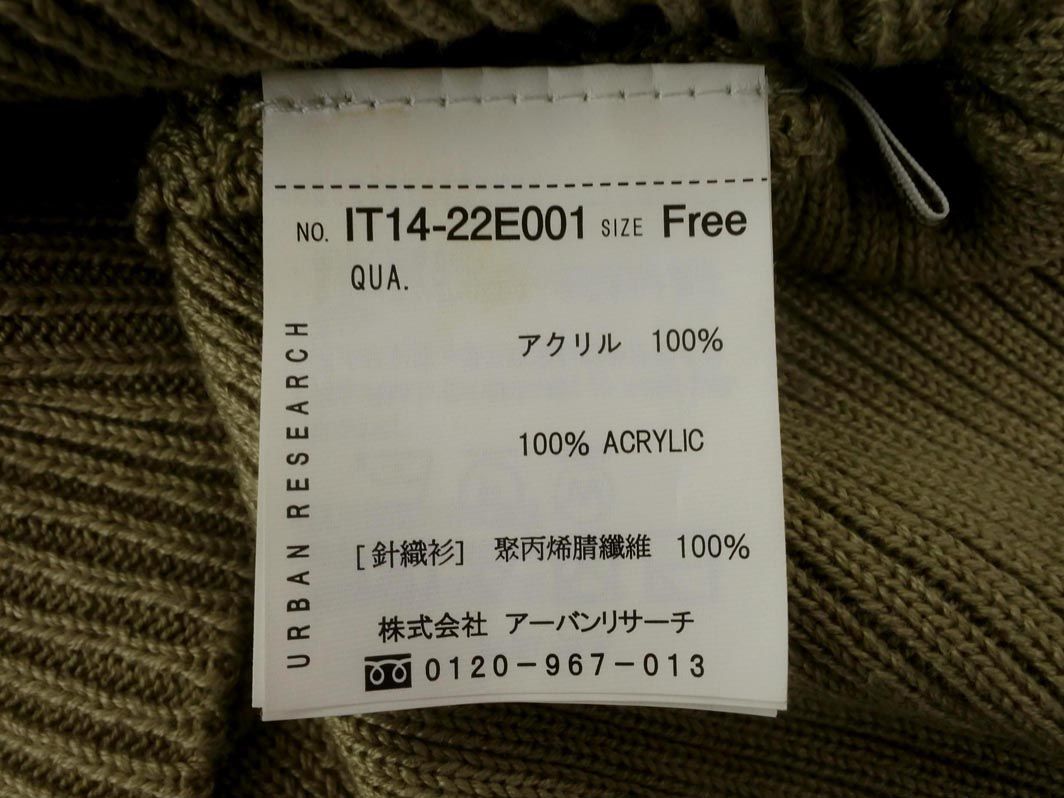 NO. IT14-22E001 SIZE Free
QUA.
アクリル 100%
100% ACRYLIC
[針織衫] 聚丙烯腈纖維 100%
株式会社 アーバンリサーチ
0120-967-013
URBAN RESEARCH